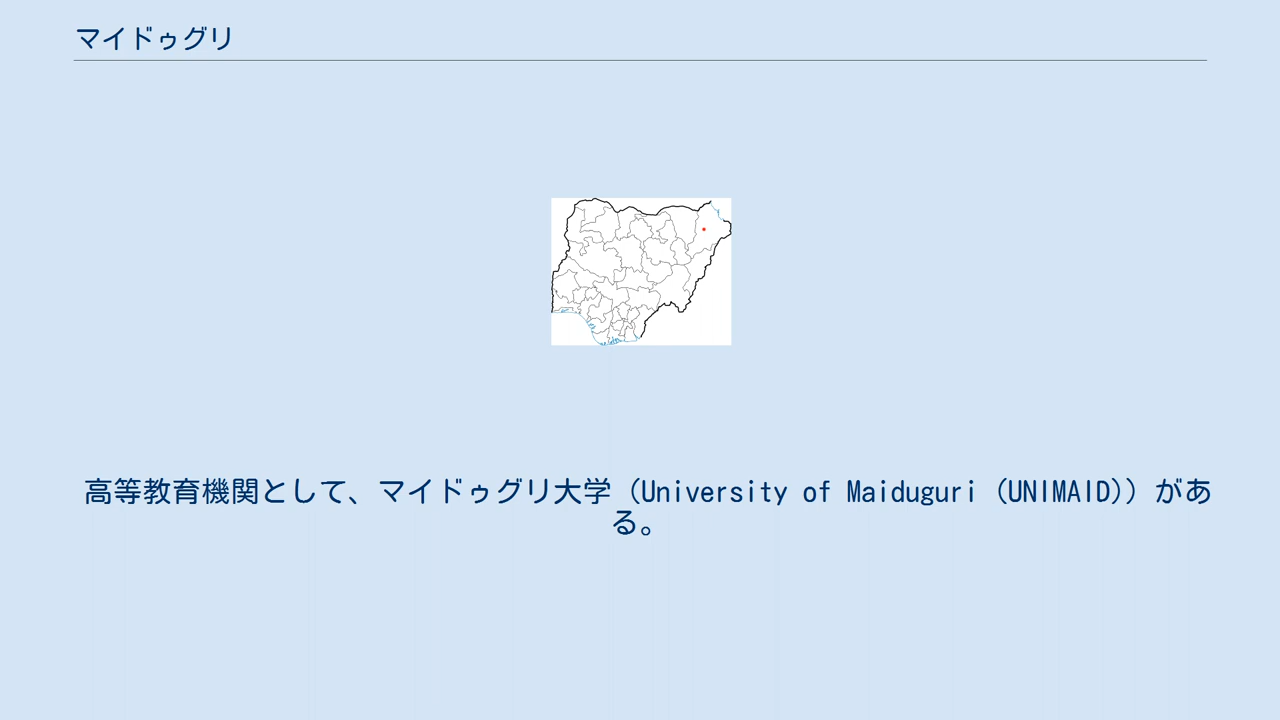 マイドゥグリ
高等教育機関として、マイドゥグリ大学（University of Maiduguri（UNIMAID））があ
る。